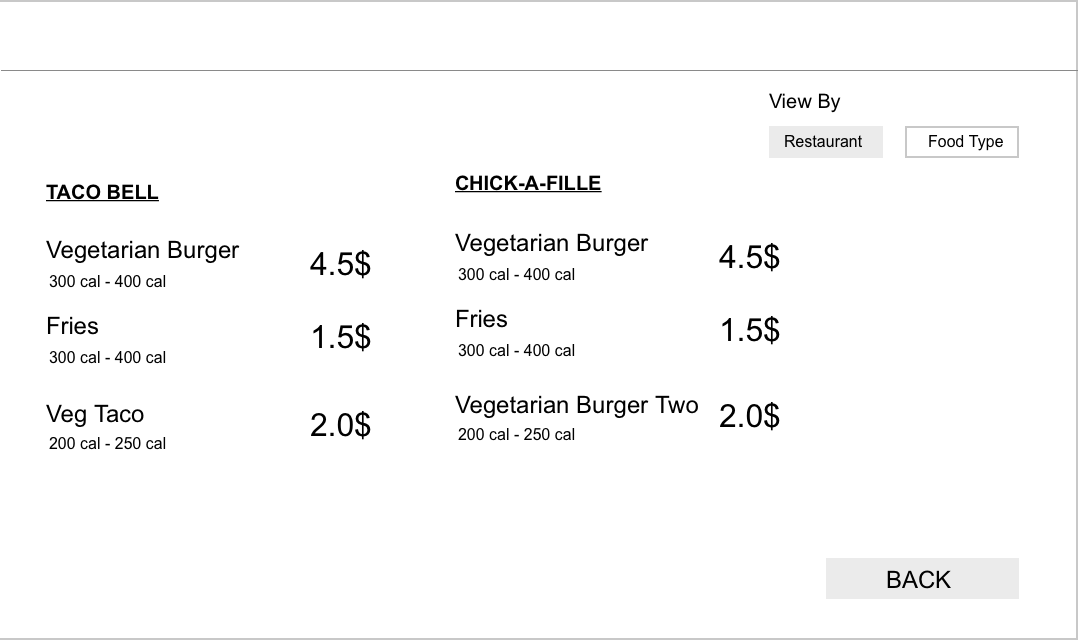 View By
Restaurant
Food Type
TACO BELL
Vegetarian Burger
300 cal - 400 cal
4.5$
Fries
300 cal - 400 cal
1.5$
Veg Taco
200 cal - 250 cal
2.0$
CHICK-A-FILLE
Vegetarian Burger
300 cal - 400 cal
4.5$
Fries
300 cal - 400 cal
1.5$
Vegetarian Burger Two
200 cal - 250 cal
2.0$
BACK